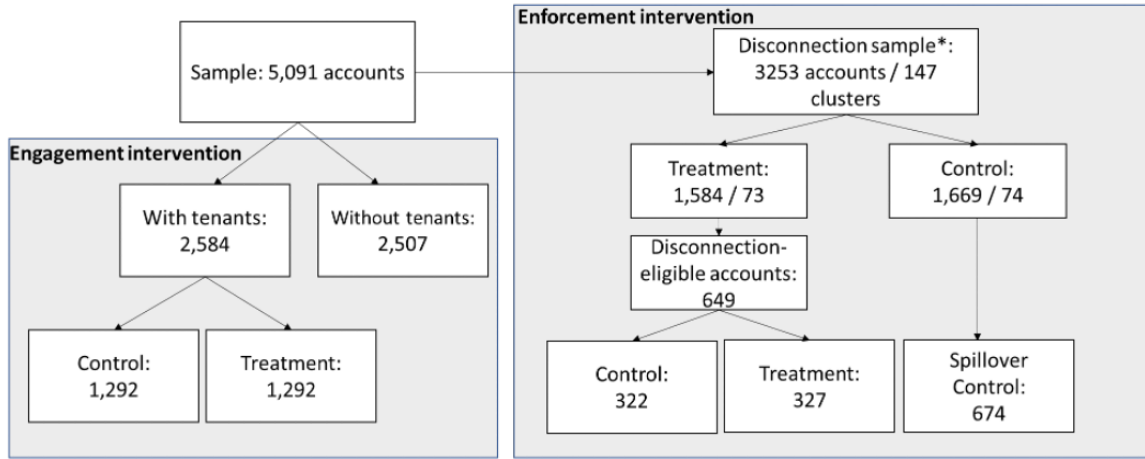 Enforcement intervention
Sample: 5,091 accounts
Disconnection sample*:
3253 accounts / 147
clusters
Engagement intervention
With tenants:
2,584
Without tenants:
2,507
Treatment:
1,584 / 73
Control:
1,669 / 74
Disconnection-
eligible accounts:
649
Control:
1,292
Treatment:
1,292
Control:
322
Treatment:
327
Spillover
Control:
674